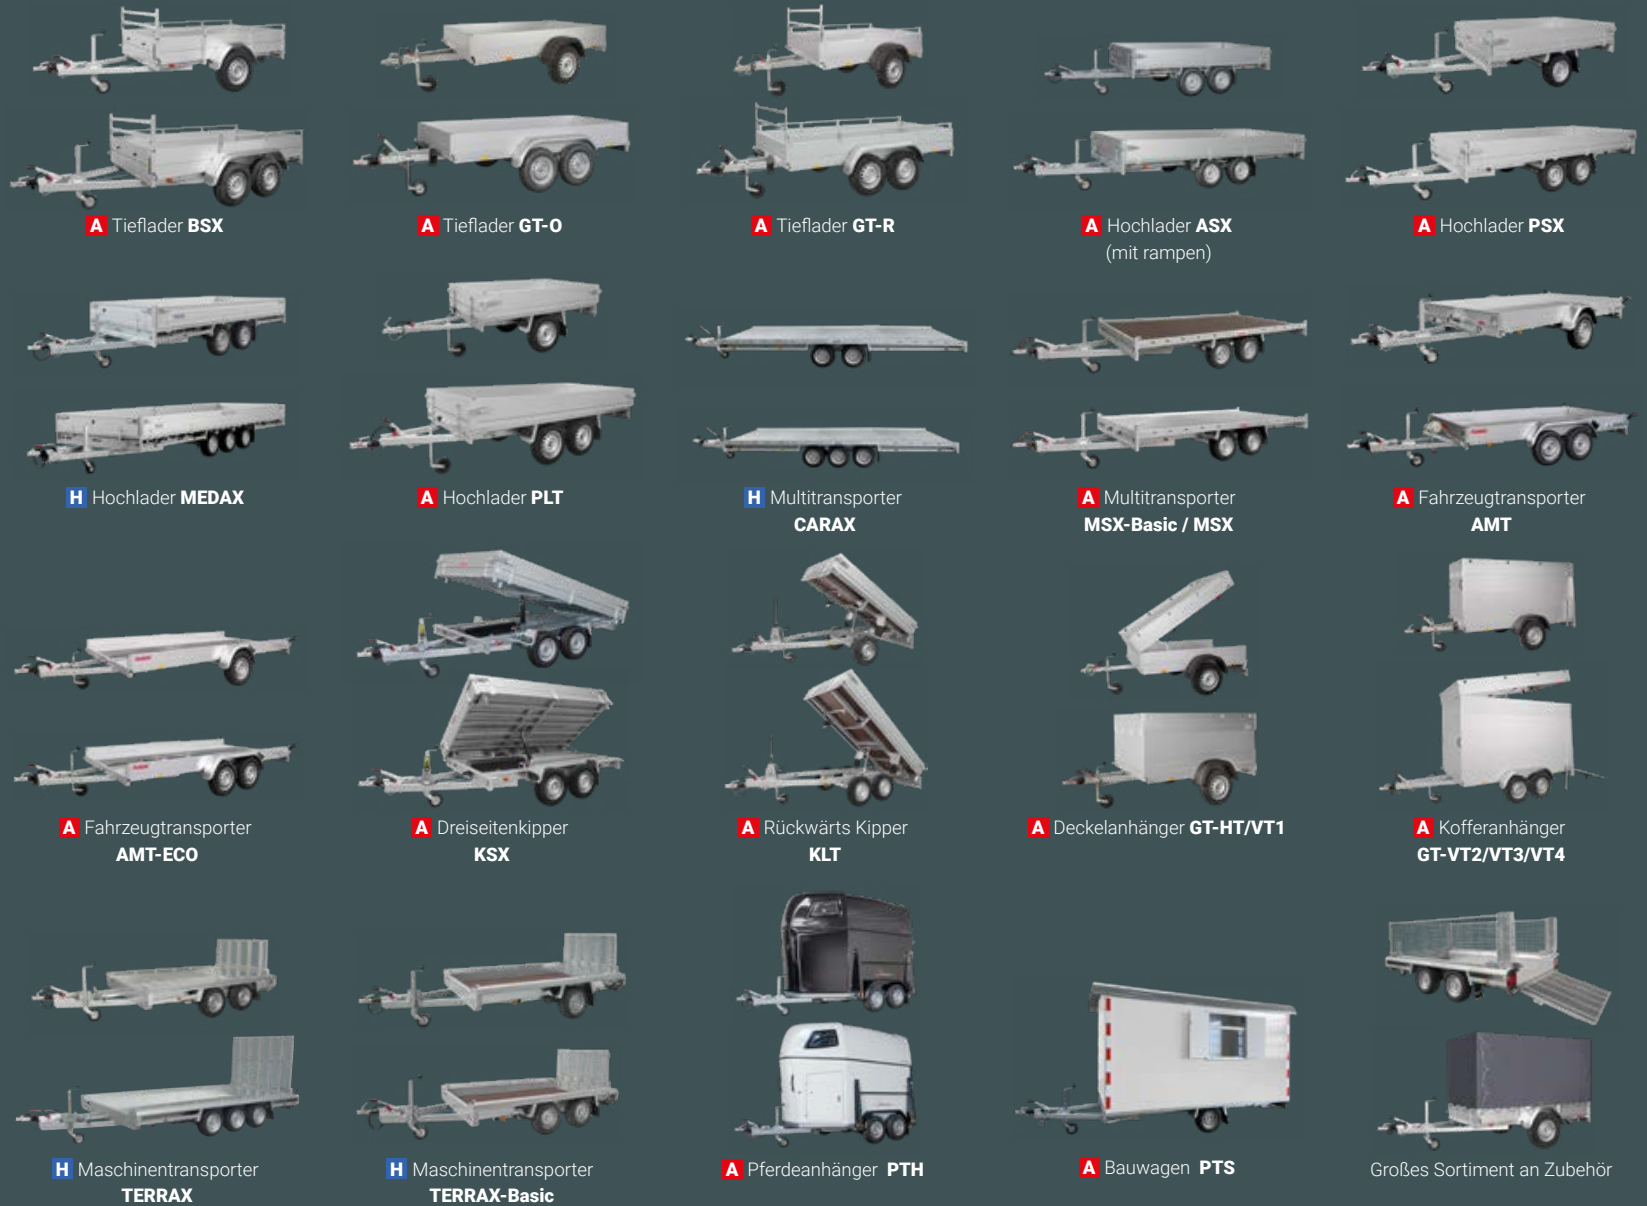 A Tieflader BSX
A Tieflader GT-O
A Tieflader GT-R
A Hochlader ASX
(mit rampen)
A Hochlader PSX
H Hochlader MEDAX
A Hochlader PLT
H Multitransporter
CARAX
A Multitransporter
MSX-Basic / MSX
A Fahrzeugtransporter
AMT
A Fahrzeugtransporter
AMT-ECO
A Dreiseitenkipper
KSX
A Rückwärts Kipper
KLT
A Deckelanhänger GT-HT/VT1
A Kofferanhänger
GT-VT2/VT3/VT4
H Maschinentransporter
TERRAX
H Maschinentransporter
TERRAX-Basic
A Pferdeanhänger PTH
A Bauwagen PTS
Großes Sortiment an Zubehör